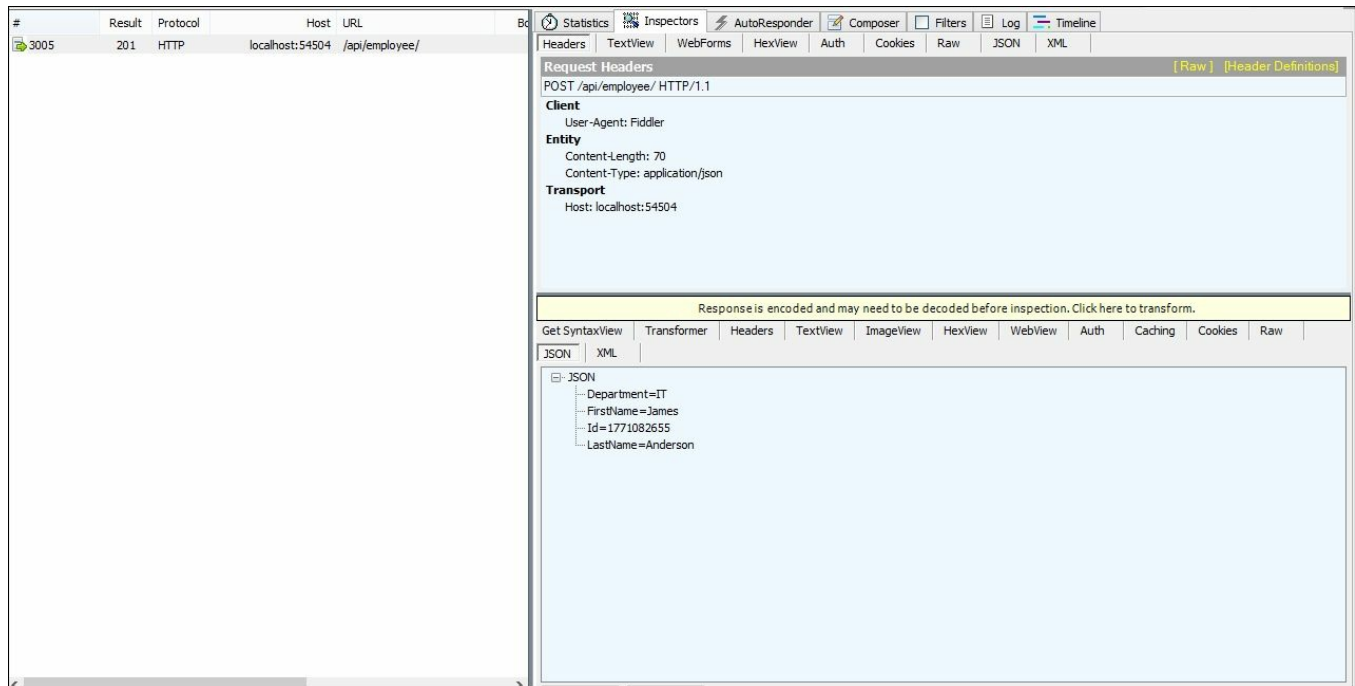 # Result Protocol Host URL Bo
3005 201 HTTP localhost:54504 /api/employee/
Statistics Inspectors AutoResponder Composer Filters Log Timeline
Headers TextView WebForms HexView Auth Cookies Raw JSON XML
Request Headers [ Raw ] [Header Definitions]
POST /api/employee/ HTTP/1.1
Client
User-Agent: Fiddler
Entity
Content-Length: 70
Content-Type: application/json
Transport
Host: localhost:54504
Response is encoded and may need to be decoded before inspection. Click here to transform.
Get SyntaxView Transformer Headers TextView ImageView HexView WebView Auth Caching Cookies Raw
JSON XML
JSON
Department=IT
FirstName=James
Id=1771082655
LastName=Anderson